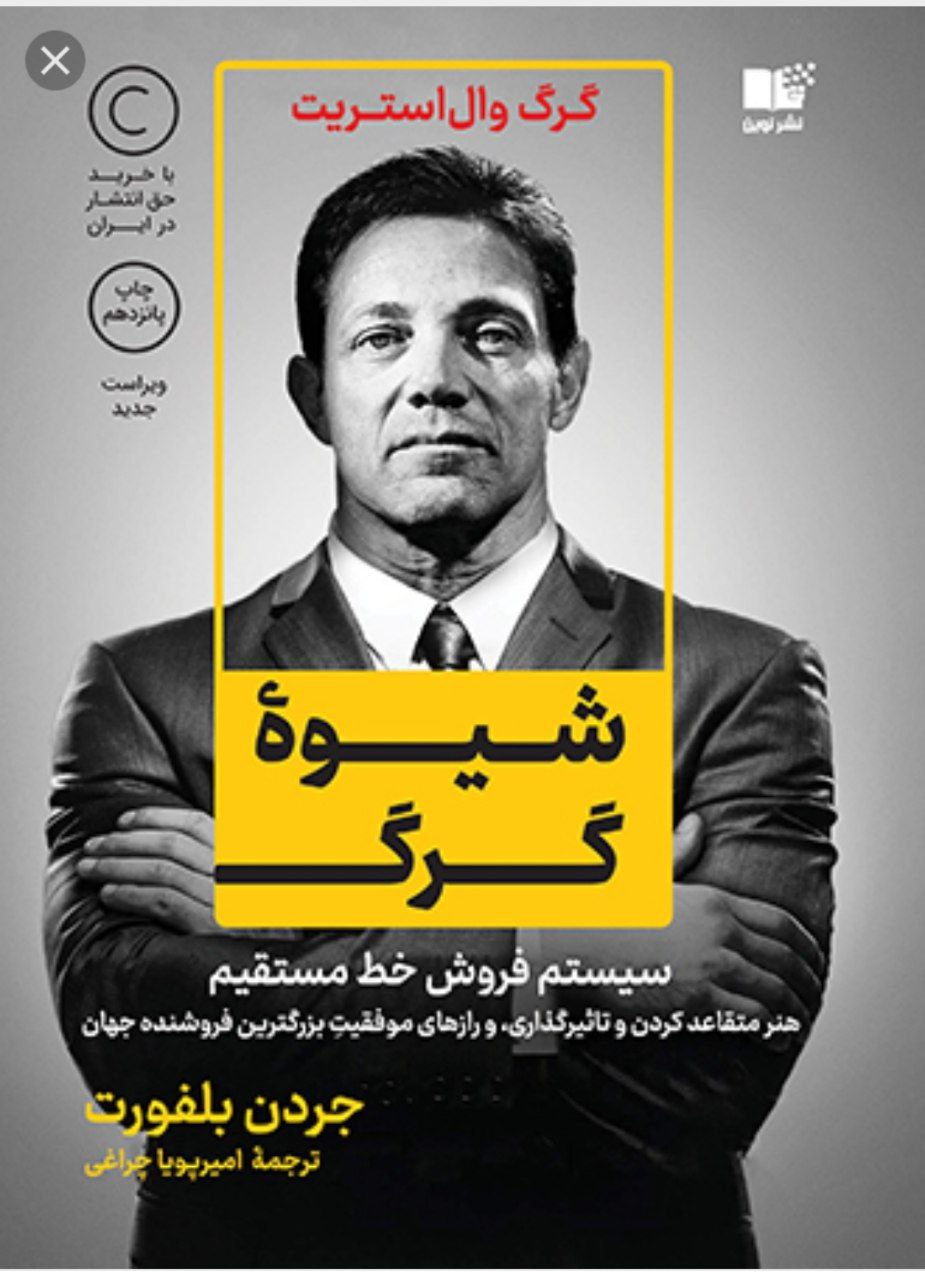 گرگ وال‌استریت
نشر نوین
با خرید
حق انتشار
در ایران
چاپ
پانزدهم
ویراست
جدید
شیوهٔ
گَرگ
سیستم فروش خط مستقیم
هنر متقاعد کردن و تاثیرگذاری، و رازهای موفقیتِ بزرگترین فروشنده جهان
جردن بلفورت
ترجمهٔ امیرپویا چراغی